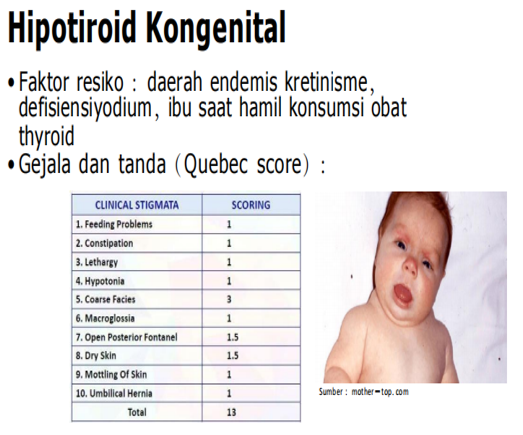 Hipotiroid Kongenital
• Faktor resiko : daerah endemis kretinisme,
defisiensiyodium, ibu saat hamil konsumsi obat
thyroid
• Gejala dan tanda (Quebec score) :
CLINICAL STIGMATA SCORING
1. Feeding Problems 1
2. Constipation 1
3. Lethargy 1
4. Hypotonia 1
5. Coarse Facies 3
6. Macroglossia 1
7. Open Posterior Fontanel 1.5
8. Dry Skin 1.5
9. Mottling Of Skin 1
10. Umbilical Hernia 1
Total 13
Sumber : mother-top.com